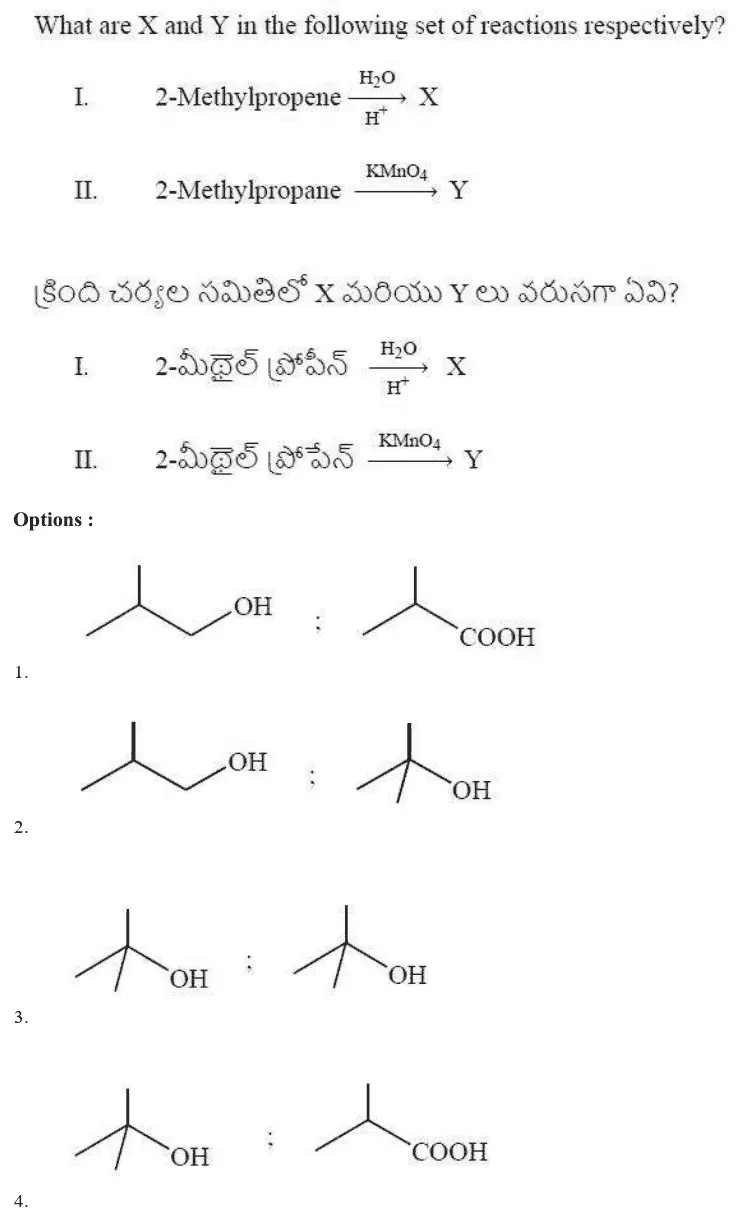 What are X and Y in the following set of reactions respectively?
H₂O
I. 2-Methylpropene ⟶ X
H⁺
KMnO₄
II. 2-Methylpropane ⟶ Y
క్రింది చర్యల సమితిలో X మరియు Y లు వరుసగా ఏవి?
H₂O
I. 2-మీథైల్ ప్రోపీన్ ⟶ X
H⁺
KMnO₄
II. 2-మీథైల్ ప్రోపేన్ ⟶ Y
Options :
OH ; COOH
1.
OH ; OH
2.
OH ; OH
3.
OH ; COOH
4.